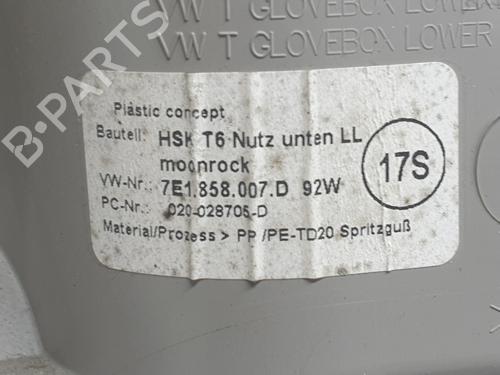 VW T GLOVEBOX LOWER
VW T GLOVEBOX LOWER
B-PARTS
Plastic concept
Bauteil: HSK T6 Nutz unten LL
moonrock
17S
VW-Nr.: 7E1.858.007.D 92W
PC-Nr.: 020-028705-D
Material/Prozess > PP /PE-TD20 Spritzguß